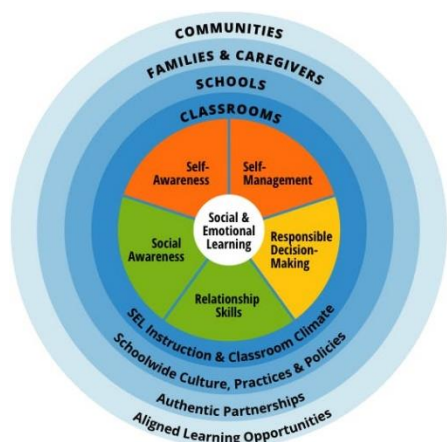 COMMUNITIES
FAMILIES & CAREGIVERS
SCHOOLS
CLASSROOMS
Self-
Awareness
Self-
Management
Social & 
Emotional
Learning
Social
Awareness
Responsible
Decision-
Making
Relationship
Skills
SEL Instruction & Classroom Climate
Schoolwide Culture, Practices & Policies
Authentic Partnerships
Aligned Learning Opportunities